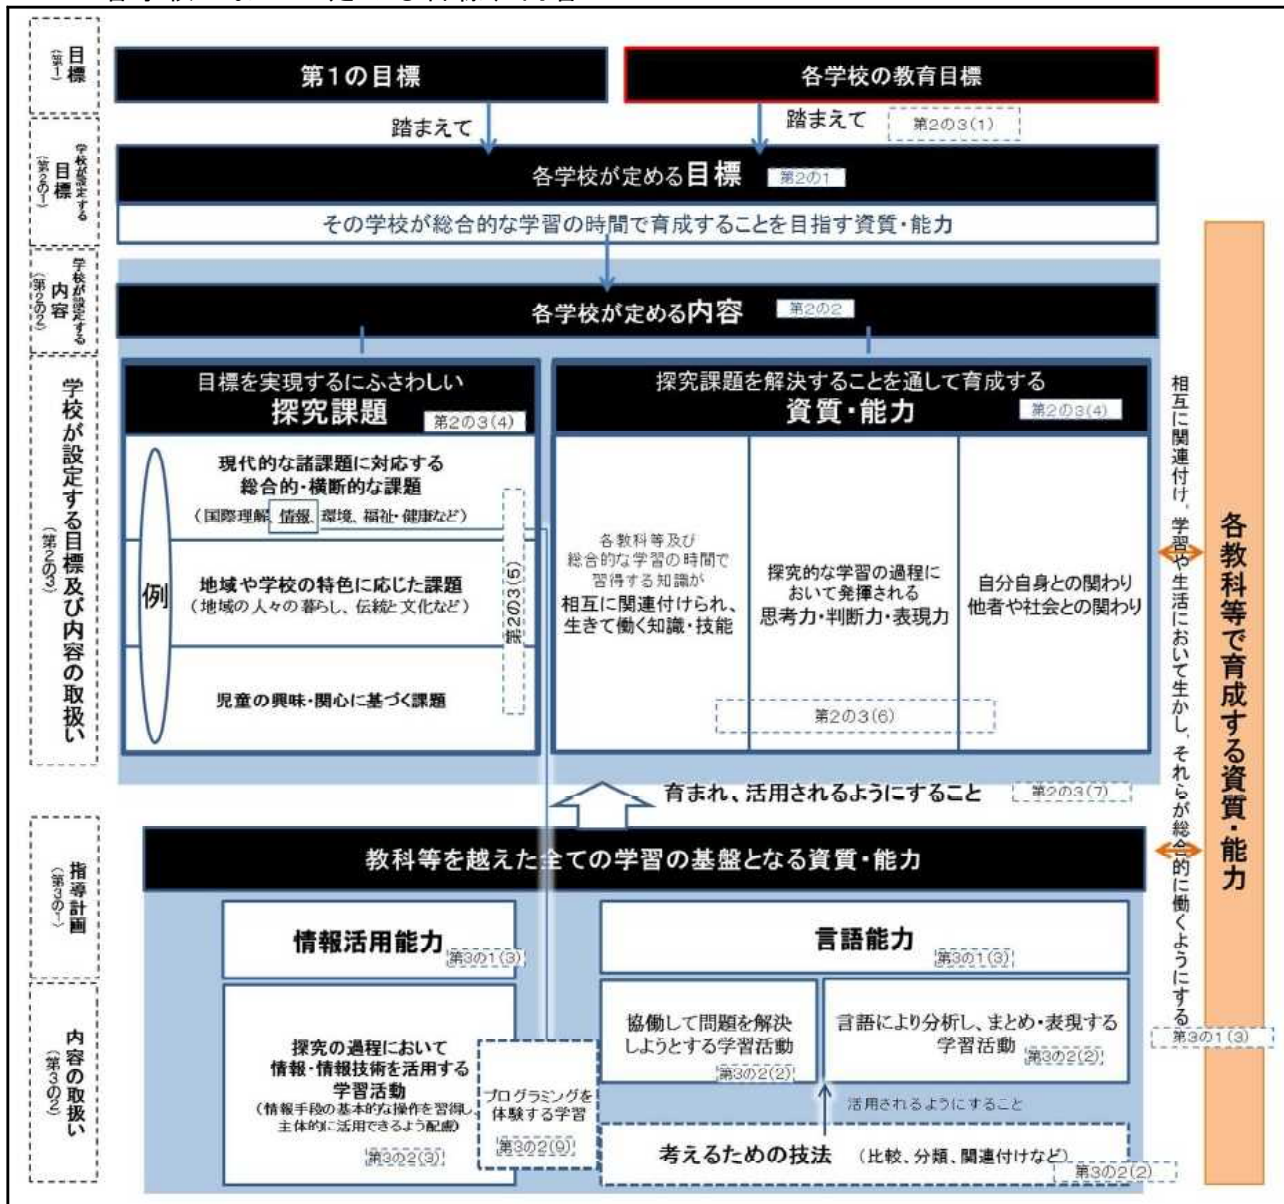 目標
(第1)
第1の目標
各学校の教育目標
踏まえて
踏まえて
第2の3(1)
学校が設定する
目標
(第2の1)
各学校が定める目標 第2の1
その学校が総合的な学習の時間で育成することを目指す資質・能力
学校が設定する
内容
(第2の2)
各学校が定める内容 第2の2
学校が設定する目標及び内容の取扱い
(第2の3)
目標を実現するにふさわしい
探究課題 第2の3(4)
例
現代的な諸課題に対応する
総合的・横断的な課題
(国際理解、情報、環境、福祉・健康など)
地域や学校の特色に応じた課題
(地域の人々の暮らし、伝統と文化など)
児童の興味・関心に基づく課題
第2の3(5)
探究課題を解決することを通して育成する
資質・能力 第2の3(4)
各教科等及び
総合的な学習の時間で
習得する知識が
相互に関連付けられ、
生きて働く知識・技能
探究的な学習の過程に
おいて発揮される
思考力・判断力・表現力
自分自身との関わり
他者や社会との関わり
第2の3(6)
育まれ、活用されるようにすること 第2の3(7)
指導計画
(第3の1)
教科等を越えた全ての学習の基盤となる資質・能力
情報活用能力
第3の1(3)
言語能力
第3の1(3)
内容の取扱い
(第3の2)
探究の過程において
情報・情報技術を活用する
学習活動
(情報手段の基本的な操作を習得し、
主体的に活用できるよう配慮)
第3の2(3)
プログラミングを
体験する学習
第3の2(9)
協働して問題を解決
しようとする学習活動
第3の2(2)
言語により分析し、まとめ・表現する
学習活動
第3の2(2)
活用されるようにすること
考えるための技法 (比較、分類、関連付けなど)
第3の2(2)
相互に関連付け、学習や生活において生かし、それらが総合的に働くようにする
第3の1(3)
各教科等で育成する資質・能力